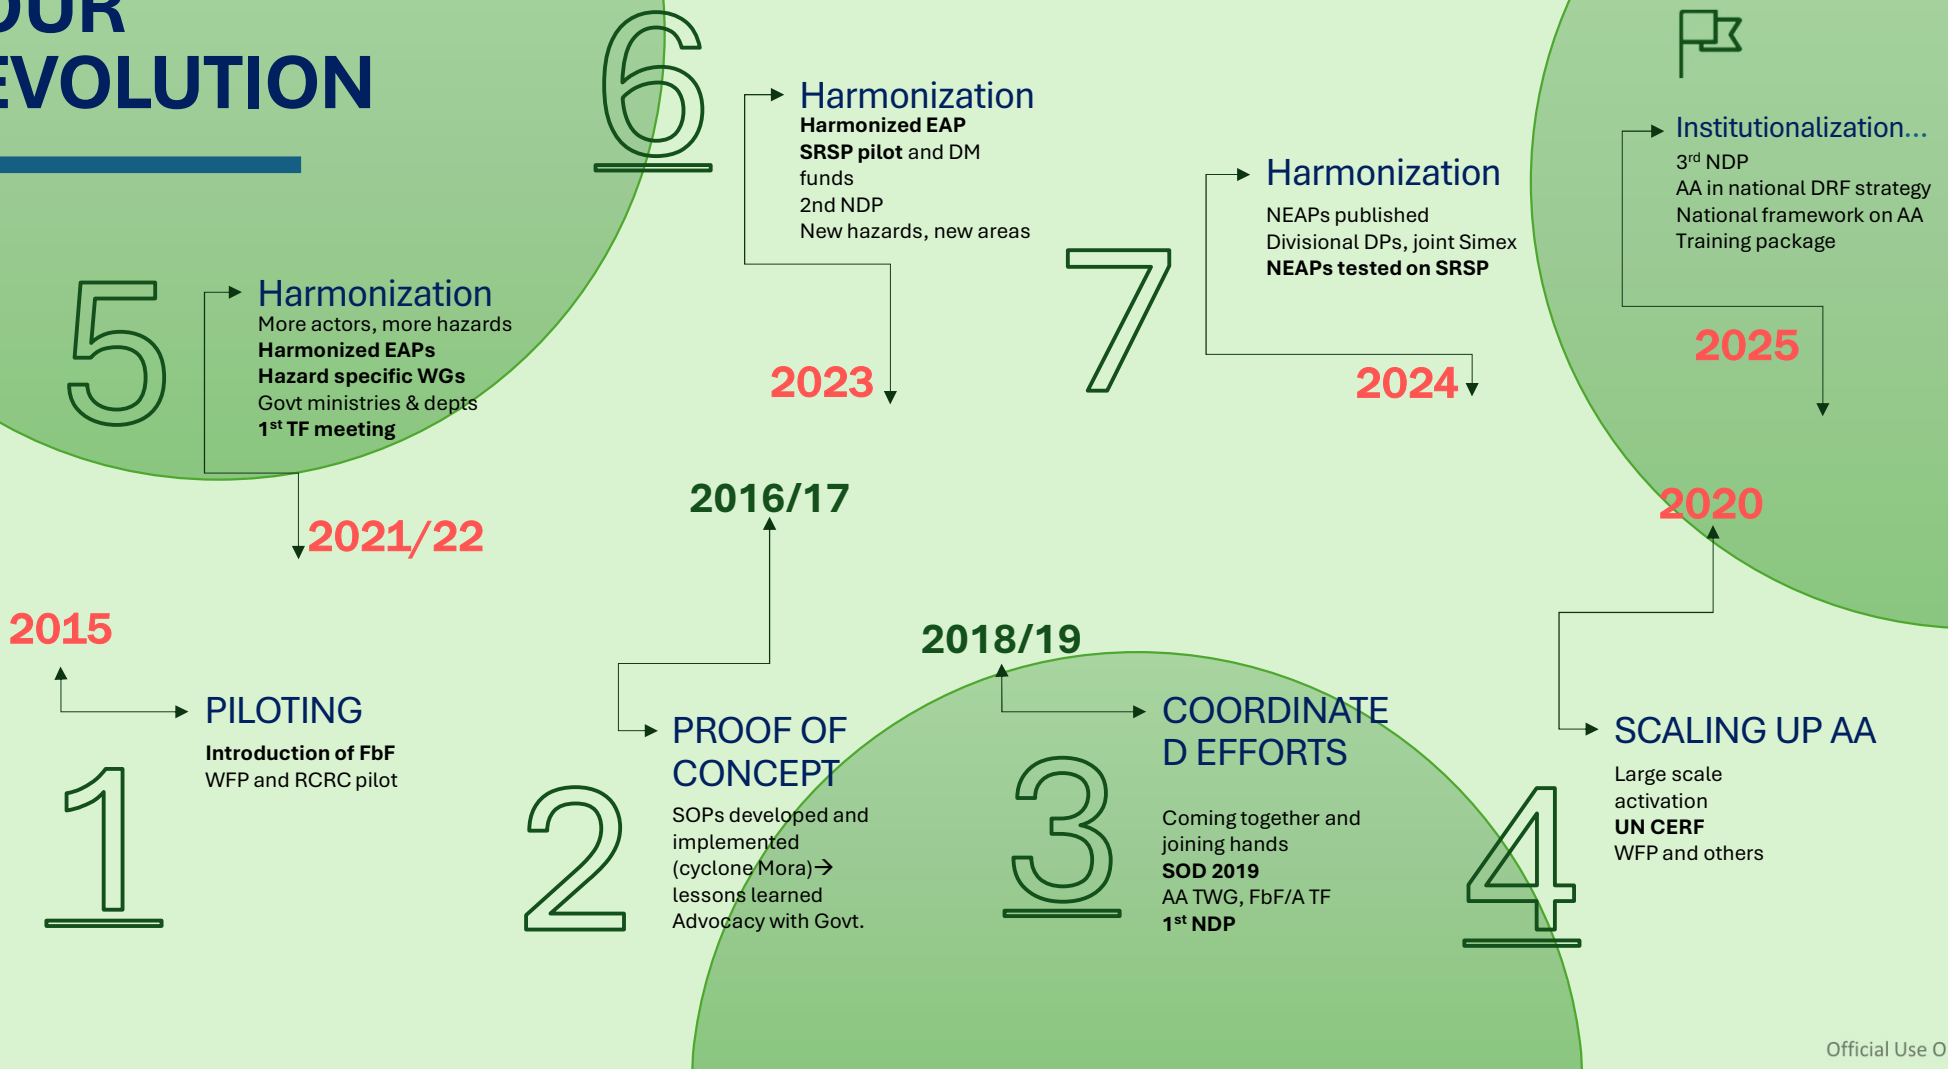 OUR
EVOLUTION
6
Harmonization
Harmonized EAP
SRSP pilot and DM
funds
2nd NDP
New hazards, new areas
2023
7
Harmonization
NEAPs published
Divisional DPs, joint Simex
NEAPs tested on SRSP
2024
Institutionalization...
3rd NDP
AA in national DRF strategy
National framework on AA
Training package
2025
5
Harmonization
More actors, more hazards
Harmonized EAPs
Hazard specific WGs
Govt ministries & depts
1st TF meeting
2021/22
2015
PILOTING
Introduction of FbF
WFP and RCRC pilot
1
2016/17
PROOF OF
CONCEPT
SOPs developed and
implemented
(cyclone Mora)→
lessons learned
Advocacy with Govt.
2
2018/19
COORDINATE
D EFFORTS
Coming together and
joining hands
SOD 2019
AA TWG, FbF/A TF
1st NDP
3
2020
SCALING UP AA
Large scale
activation
UN CERF
WFP and others
4
Official Use O